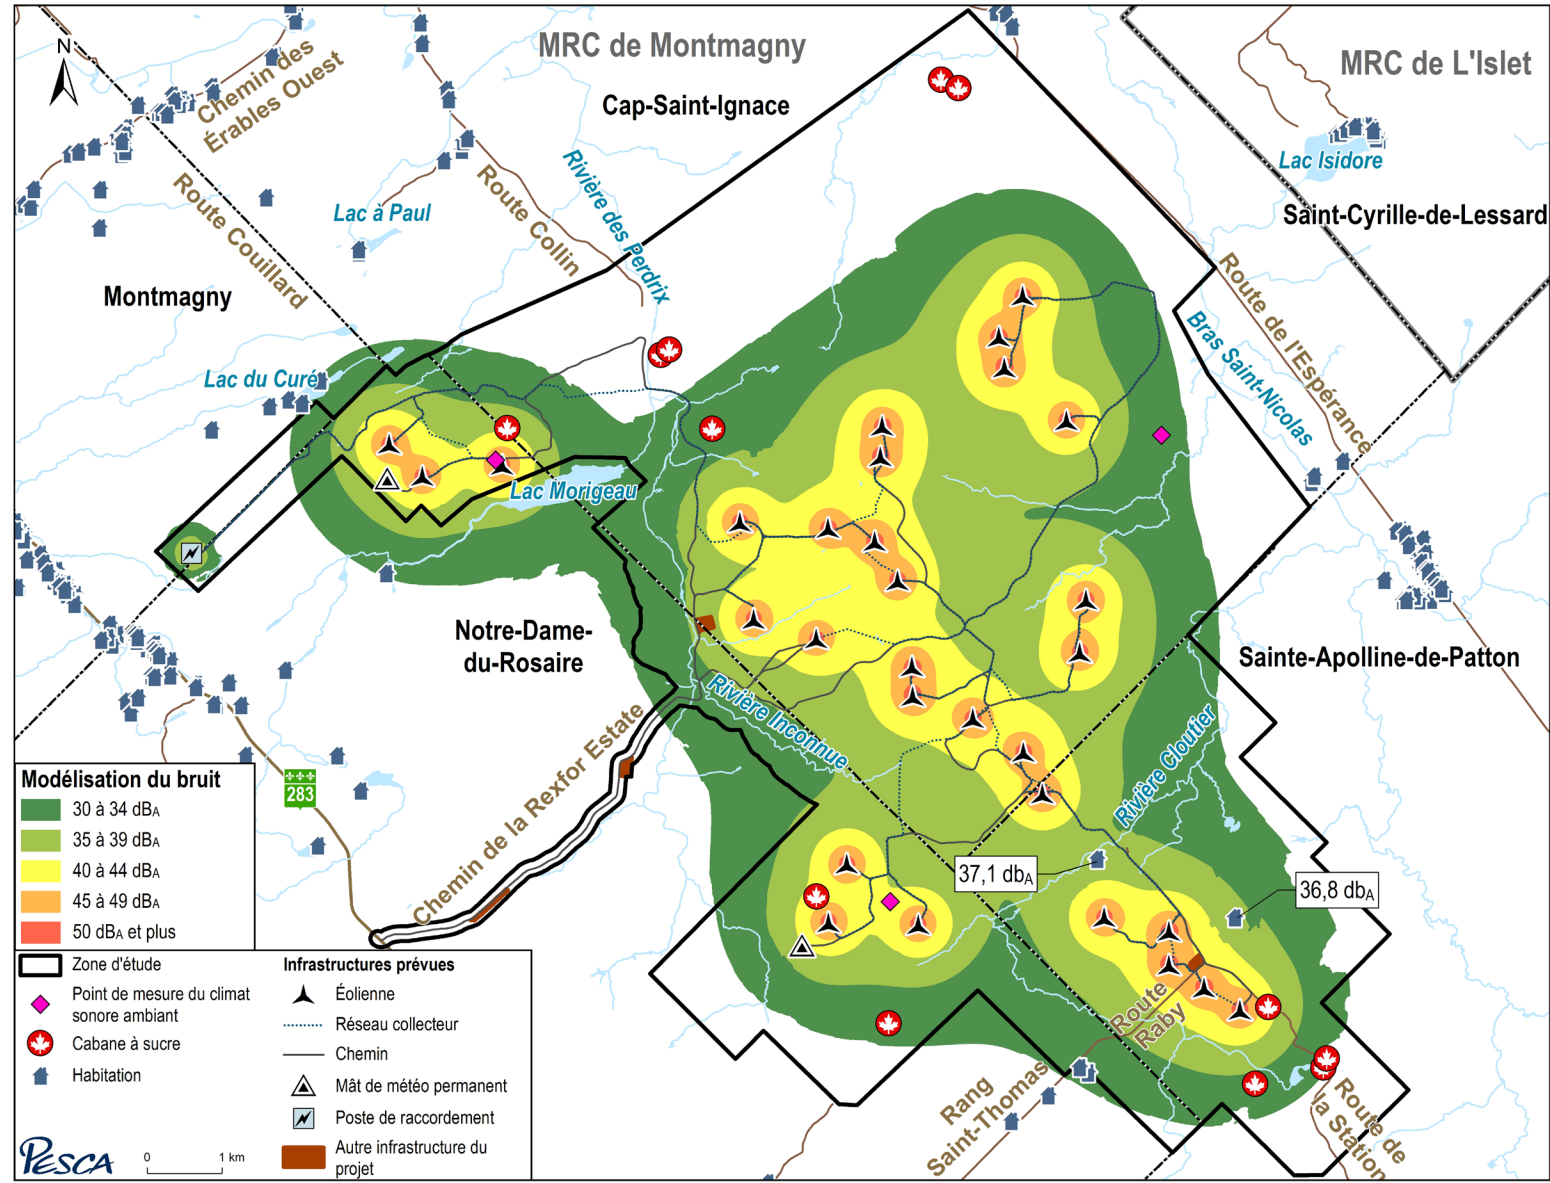 MRC de Montmagny
MRC de L'Islet
N
Chemin des
Érables Ouest
Cap-Saint-Ignace
Lac Isidore
Rivière des Perdrix
Route Couillard
Route Collin
Lac à Paul
Saint-Cyrille-de-Lessard
Montmagny
Route de l'Espérance
Bras Saint-Nicolas
Lac du Curé
Lac Morigeau
Notre-Dame-
du-Rosaire
Sainte-Apolline-de-Patton
Rivière Inconnue
Rivière Cloutier
Chemin de la Rexfor Estate
283
37,1 dbA
36,8 dbA
Route
Raby
Rang
Saint-Thomas
Route de
la Station
Modélisation du bruit
30 à 34 dBA
35 à 39 dBA
40 à 44 dBA
45 à 49 dBA
50 dBA et plus
Zone d'étude
Point de mesure du climat
sonore ambiant
Cabane à sucre
Habitation
Infrastructures prévues
Éolienne
Réseau collecteur
Chemin
Mât de météo permanent
Poste de raccordement
Autre infrastructure du
projet
PESCA
0 1 km